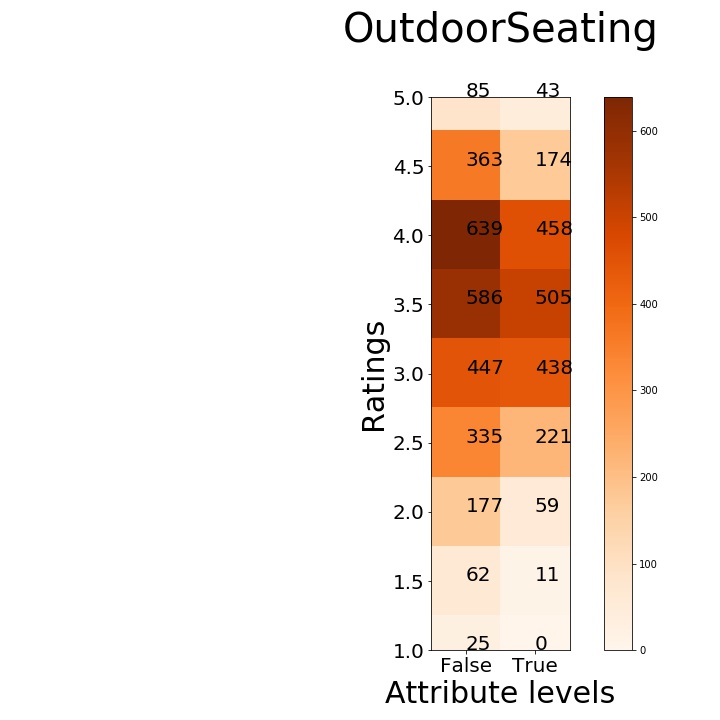 OutdoorSeating
5.0 85 43
600
4.5 363 174
500
4.0 639 458
400
3.5 586 505
Ratings
3.0 447 438
300
2.5 335 221
200
2.0 177 59
100
1.5 62 11
1.0 25 0
0
False True
Attribute levels